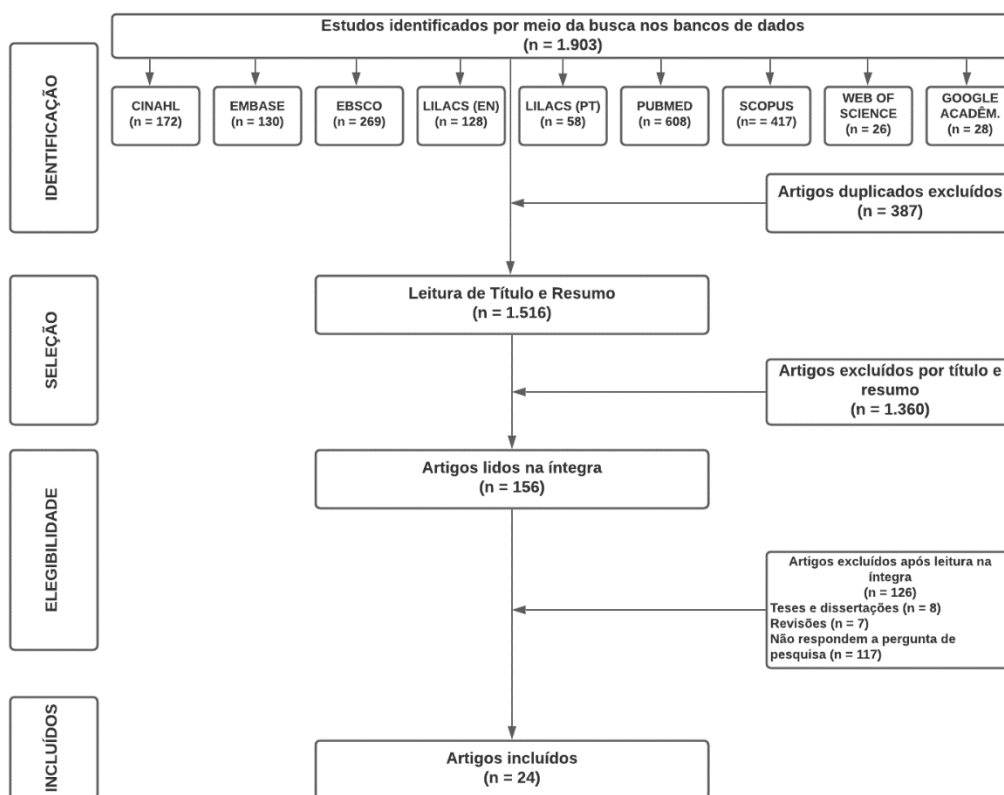 Estudos identificados por meio da busca nos bancos de dados
(n = 1.903)
IDENTIFICAÇÃO
CINAHL
(n = 172)
EMBASE
(n = 130)
EBSCO
(n = 269)
LILACS (EN)
(n = 128)
LILACS (PT)
(n = 58)
PUBMED
(n = 608)
SCOPUS
(n= = 417)
WEB OF
SCIENCE
(n = 26)
GOOGLE
ACADÊM.
(n = 28)
Artigos duplicados excluídos
(n = 387)
SELEÇÃO
Leitura de Título e Resumo
(n = 1.516)
Artigos excluídos por título e
resumo
(n = 1.360)
ELEGIBILIDADE
Artigos lidos na íntegra
(n = 156)
Artigos excluídos após leitura na
íntegra
(n = 126)
Teses e dissertações (n = 8)
Revisões (n = 7)
Não respondem a pergunta de
pesquisa (n = 117)
INCLUÍDOS
Artigos incluídos
(n = 24)